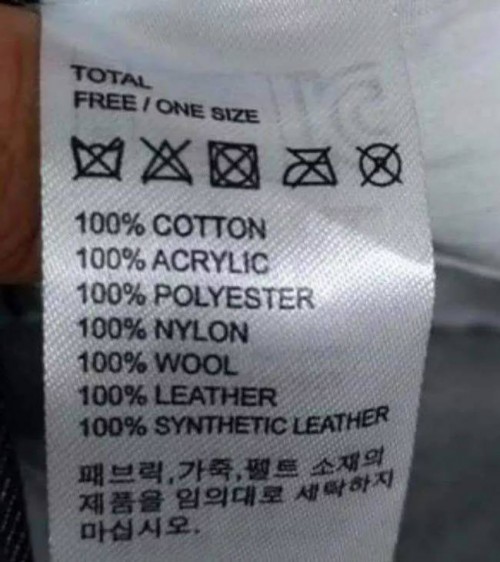 TOTAL
FREE / ONE SIZE
100% COTTON
100% ACRYLIC
100% POLYESTER
100% NYLON
100% WOOL
100% LEATHER
100% SYNTHETIC LEATHER
패브릭,가죽,펠트 소재의
제품을 임의대로 세탁하지
마십시오.